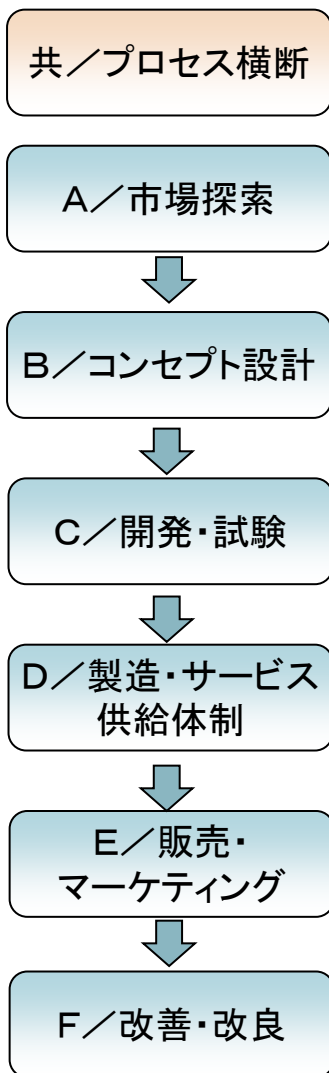 共／プロセス横断
A／市場探索
B／コンセプト設計
C／開発・試験
D／製造・サービス
供給体制
E／販売・
マーケティング
F／改善・改良